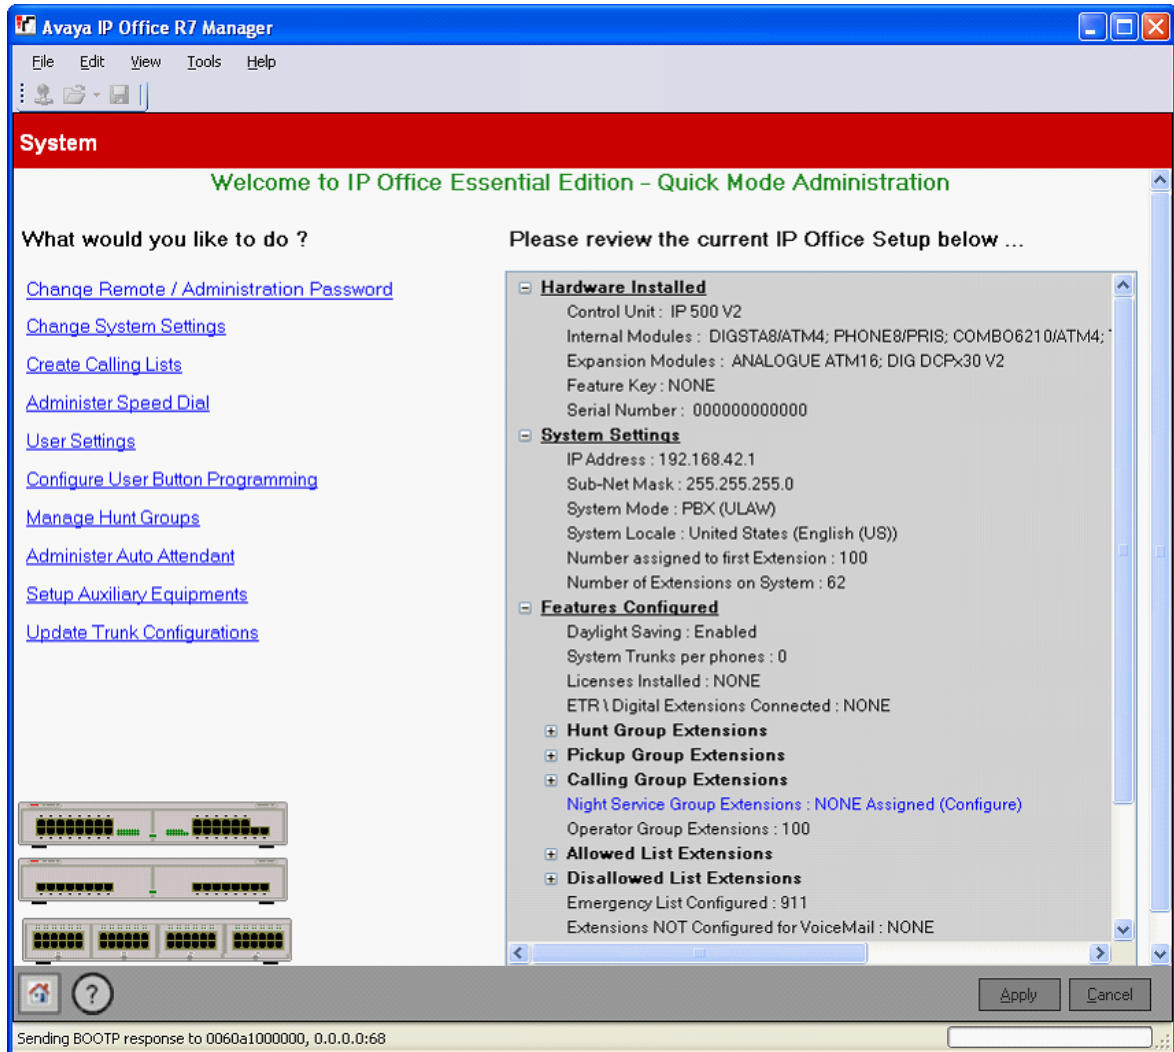 Avaya IP Office R7 Manager
File Edit View Tools Help
System
Welcome to IP Office Essential Edition - Quick Mode Administration
What would you like to do ?
Change Remote / Administration Password
Change System Settings
Create Calling Lists
Administer Speed Dial
User Settings
Configure User Button Programming
Manage Hunt Groups
Administer Auto Attendant
Setup Auxiliary Equipments
Update Trunk Configurations
Please review the current IP Office Setup below ...
Hardware Installed
Control Unit : IP 500 V2
Internal Modules : DIGSTA8/ATM4; PHONE8/PRIS; COMBO6210/ATM4;
Expansion Modules : ANALOGUE ATM16; DIG DCPx30 V2
Feature Key : NONE
Serial Number : 000000000000
System Settings
IP Address : 192.168.42.1
Sub-Net Mask : 255.255.255.0
System Mode : PBX (ULAW)
System Locale : United States (English (US))
Number assigned to first Extension : 100
Number of Extensions on System : 62
Features Configured
Daylight Saving : Enabled
System Trunks per phones : 0
Licenses Installed : NONE
ETR \ Digital Extensions Connected : NONE
Hunt Group Extensions
Pickup Group Extensions
Calling Group Extensions
Night Service Group Extensions : NONE Assigned (Configure)
Operator Group Extensions : 100
Allowed List Extensions
Disallowed List Extensions
Emergency List Configured : 911
Extensions NOT Configured for VoiceMail : NONE
?
Apply Cancel
Sending BOOTP response to 0060a1000000, 0.0.0.0:68